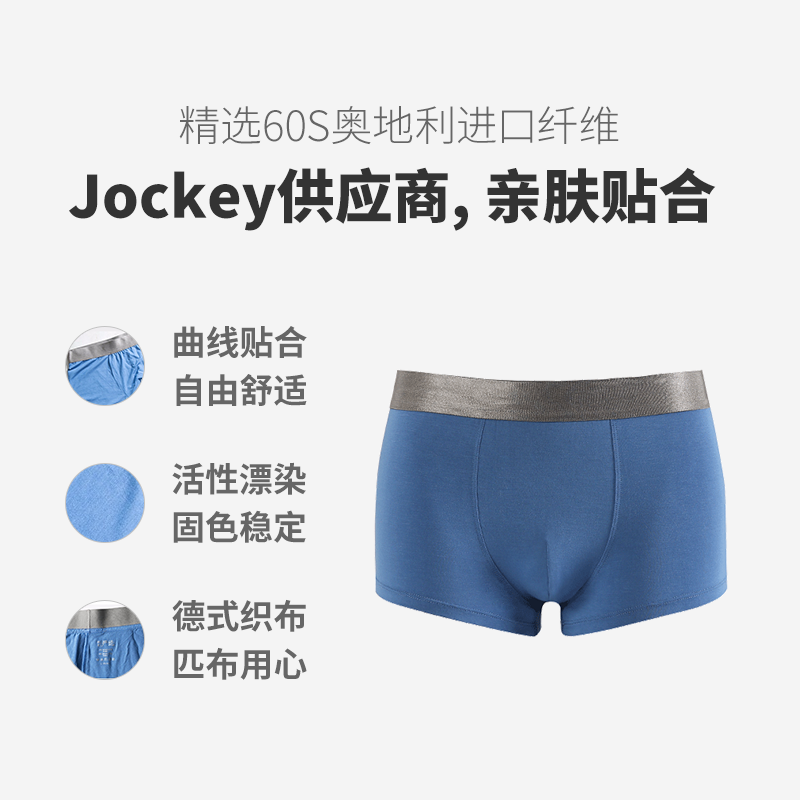 精选60S奥地利进口纤维
Jockey供应商, 亲肤贴合
曲线贴合
自由舒适
活性漂染
固色稳定
德式织布
匹布用心